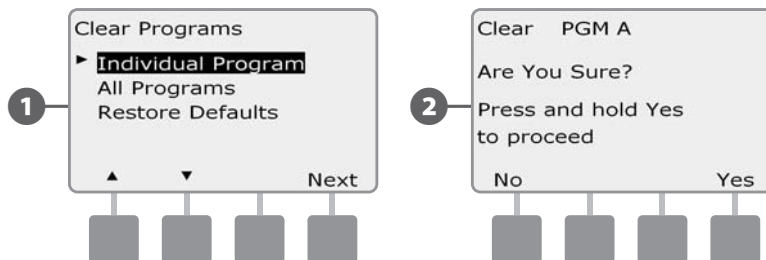 Clear Programs
► Individual Program
All Programs
Restore Defaults
▲ ▼ Next
1
Clear PGM A
Are You Sure?
Press and hold Yes
to proceed
No Yes
2